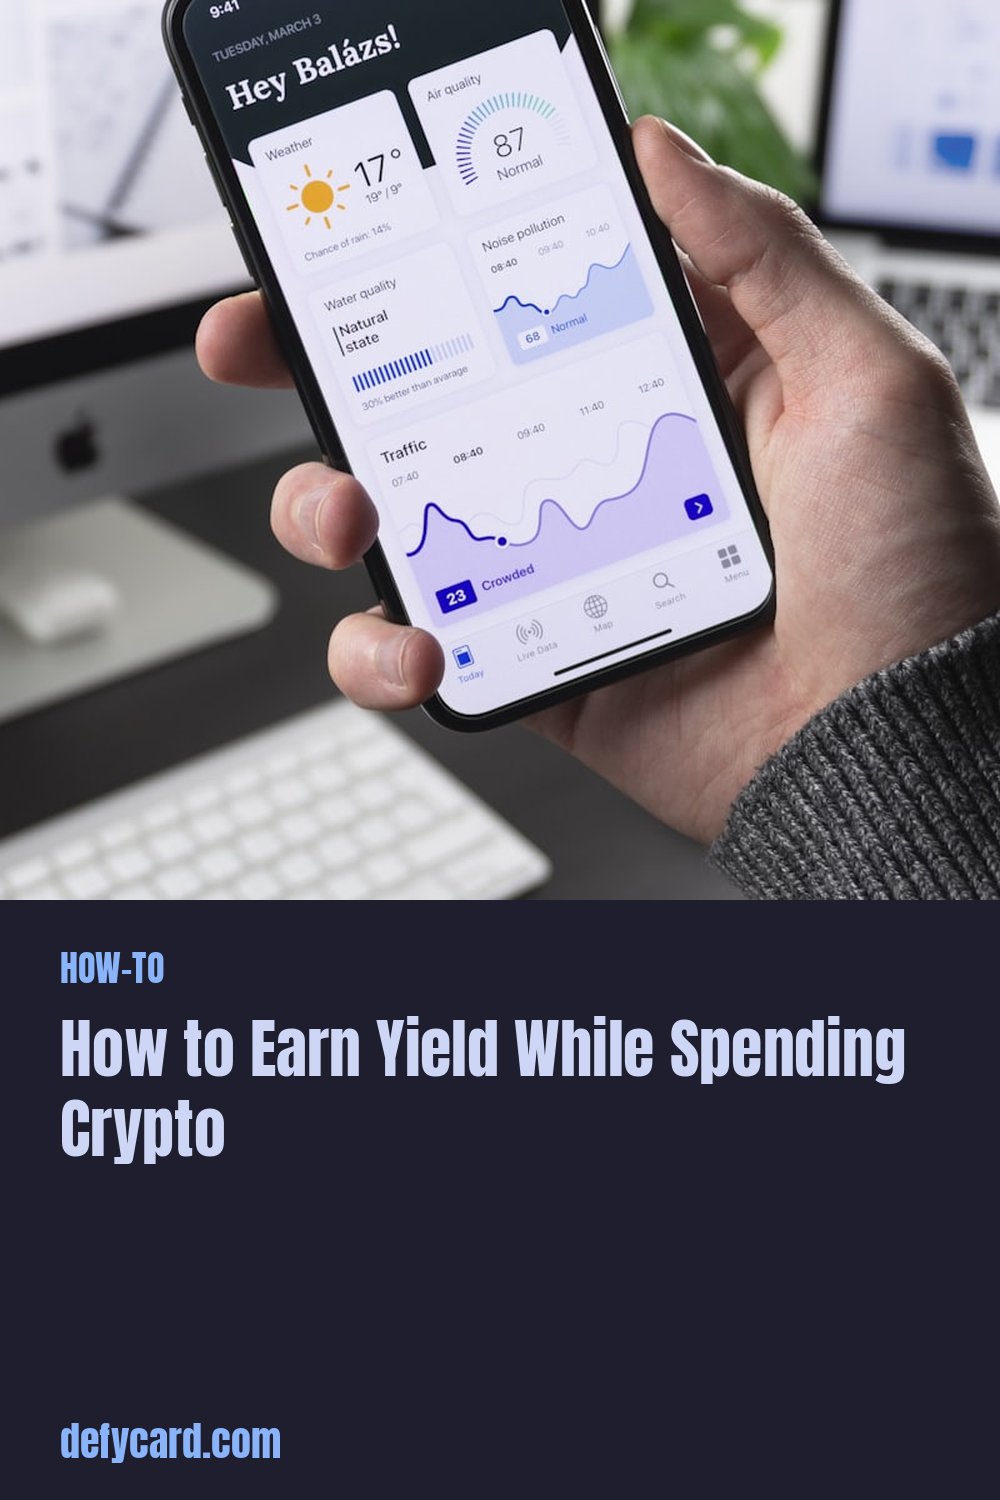 9:41
TUESDAY, MARCH 3
Hey Balázs!
Weather
17°
19° / 9°
Chance of rain: 14%
Air quality
87
Normal
Water quality
Natural
state
30% better than avarage
Noise pollution
08:40 09:40 10:40
68 Normal
Traffic
07:40 08:40 09:40 11:40 12:40
23 Crowded
Today
Live Data
Map
Search
Menu
HOW-TO
How to Earn Yield While Spending
Crypto
defycard.com